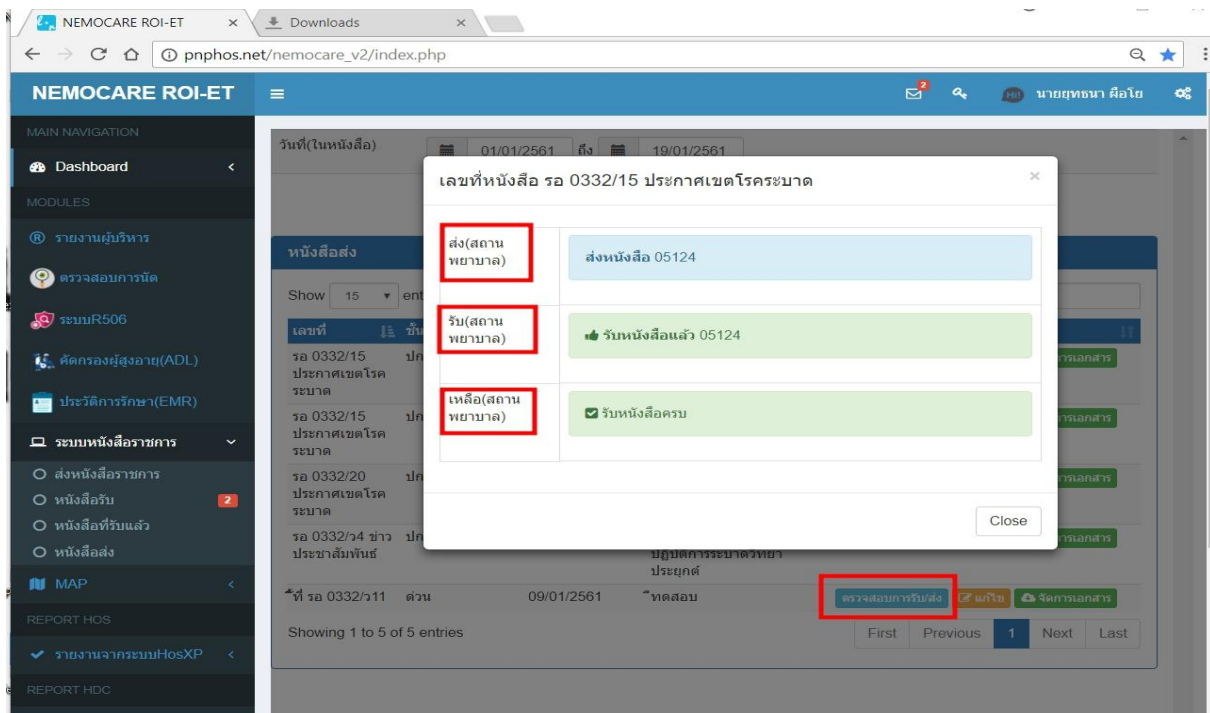 NEMOCARE ROI-ET
Downloads
pnphos.net/nemocare_v2/index.php
NEMOCARE ROI-ET
2
Hi!
นายยุทธนา ผือโย
MAIN NAVIGATION
Dashboard
MODULES
รายงานผู้บริหาร
ตรวจสอบการนัด
ระบบR506
คัดกรองผู้สูงอายุ(ADL)
ประวัติการรักษา(EMR)
ระบบหนังสือราชการ
ส่งหนังสือราชการ
หนังสือรับ 2
หนังสือที่รับแล้ว
หนังสือส่ง
MAP
REPORT HOS
รายงานจากระบบHosXP
REPORT HDC
วันที่(ในหนังสือ) 01/01/2561 ถึง 19/01/2561
หนังสือส่ง
Show 15 ent
เลขที่ ชั้น
รอ 0332/15 ปก
ประกาศเขตโรค
ระบาด
รอ 0332/15 ปก
ประกาศเขตโรค
ระบาด
รอ 0332/20 ปก
ประกาศเขตโรค
ระบาด
รอ 0332/ว4 ข่าว ปก
ประชาสัมพันธ์
ปฏิบัติการระบาดวิทยา
ประยุกต์
ที่ รอ 0332/ว11 ด่วน 09/01/2561 ทดสอบ ตรวจสอบการรับ/ส่ง แก้ไข จัดการเอกสาร
Showing 1 to 5 of 5 entries
First Previous 1 Next Last
เลขที่หนังสือ รอ 0332/15 ประกาศเขตโรคระบาด
×
ส่ง(สถาน
พยาบาล)
ส่งหนังสือ 05124
รับ(สถาน
พยาบาล)
รับหนังสือแล้ว 05124
เหลือ(สถาน
พยาบาล)
รับหนังสือครบ
Close